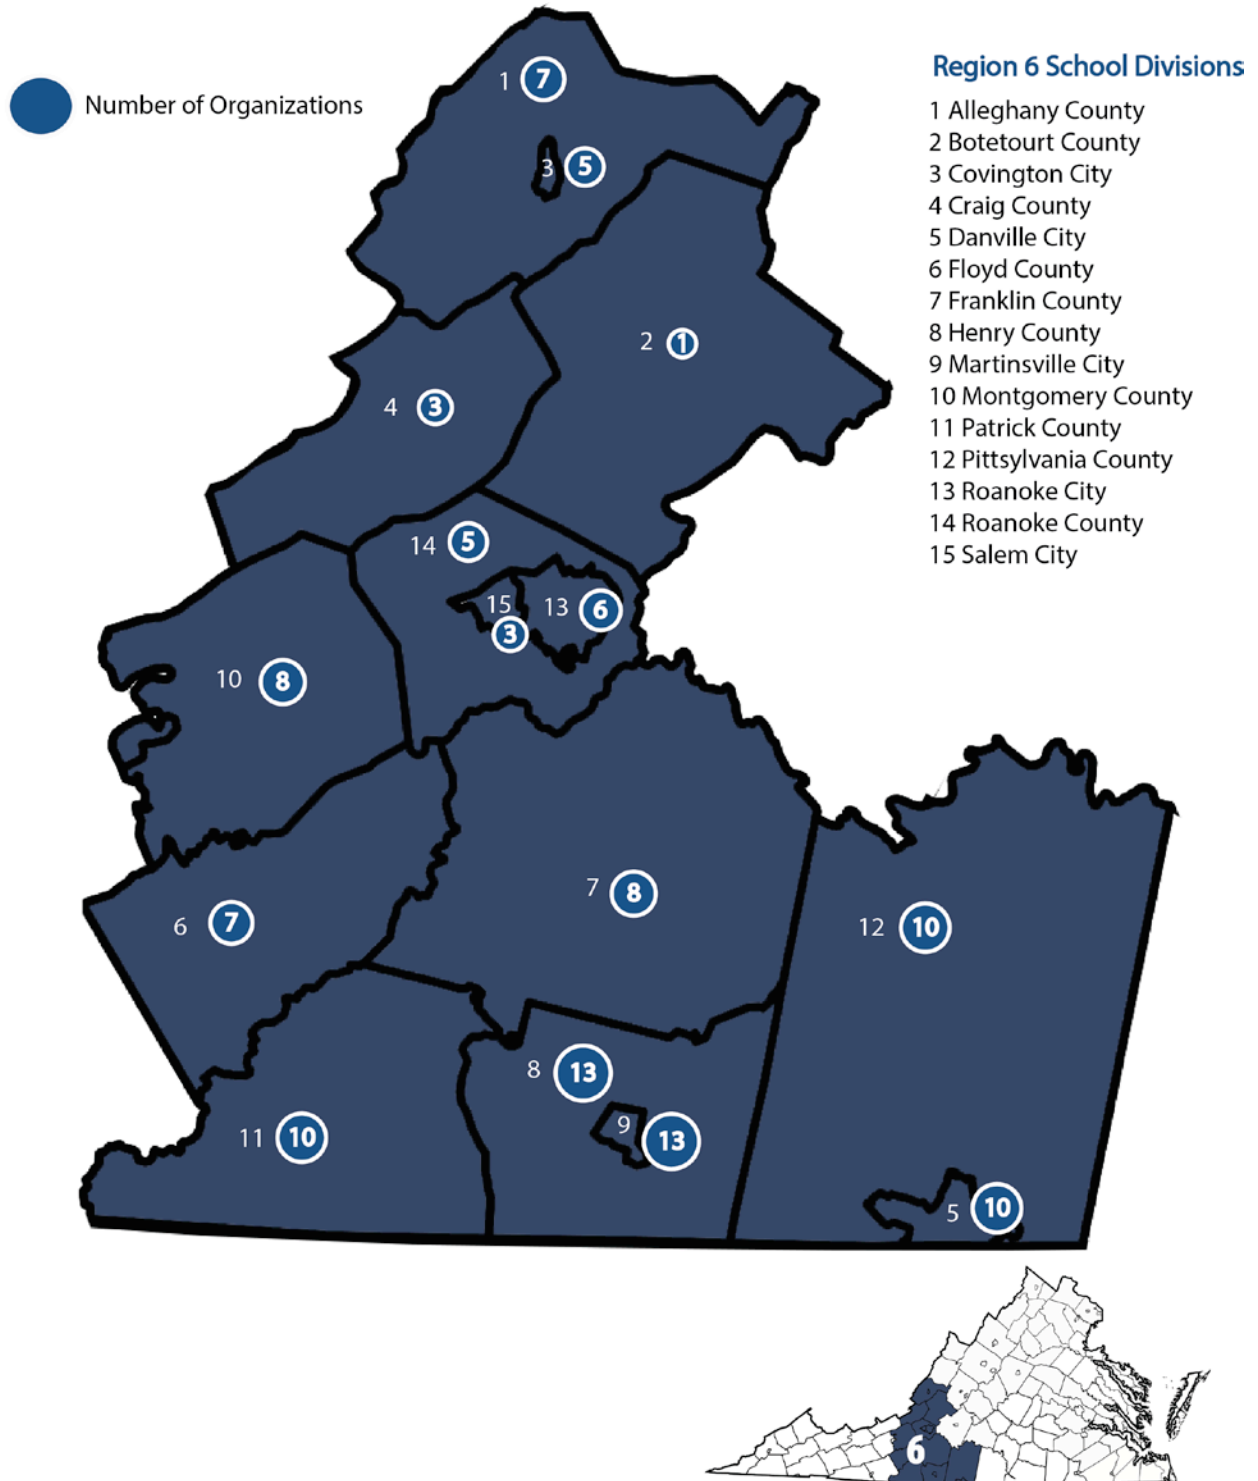 Number of Organizations
Region 6 School Divisions
1 Alleghany County
2 Botetourt County
3 Covington City
4 Craig County
5 Danville City
6 Floyd County
7 Franklin County
8 Henry County
9 Martinsville City
10 Montgomery County
11 Patrick County
12 Pittsylvania County
13 Roanoke City
14 Roanoke County
15 Salem City
1 7
3 5
2 1
4 3
14 5
15 13 6
3
10 8
7 8
6 7
12 10
8 13
9 13
11 10
5 10
6